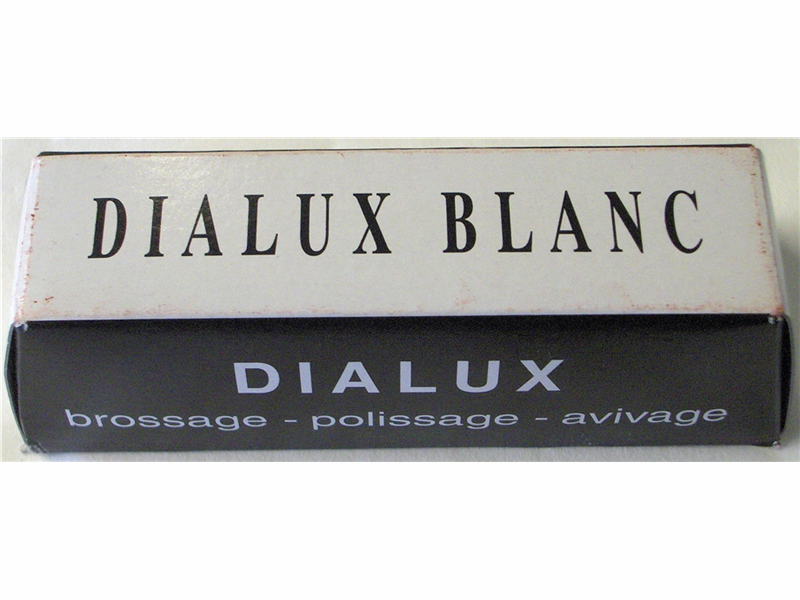 DIALUX BLANC
DIALUX
brossage - polissage - avivage